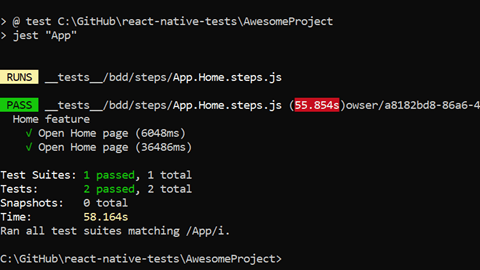 > @ test C:\GitHub\react-native-tests\AwesomeProject
> jest "App"
RUNS __tests__/bdd/steps/App.Home.steps.js
PASS __tests__/bdd/steps/App.Home.steps.js (55.854s)owser/a8182bd8-86a6-4
Home feature
√ Open Home page (6048ms)
√ Open Home page (36486ms)
Test Suites: 1 passed, 1 total
Tests: 2 passed, 2 total
Snapshots: 0 total
Time: 58.164s
Ran all test suites matching /App/i.
C:\GitHub\react-native-tests\AwesomeProject>